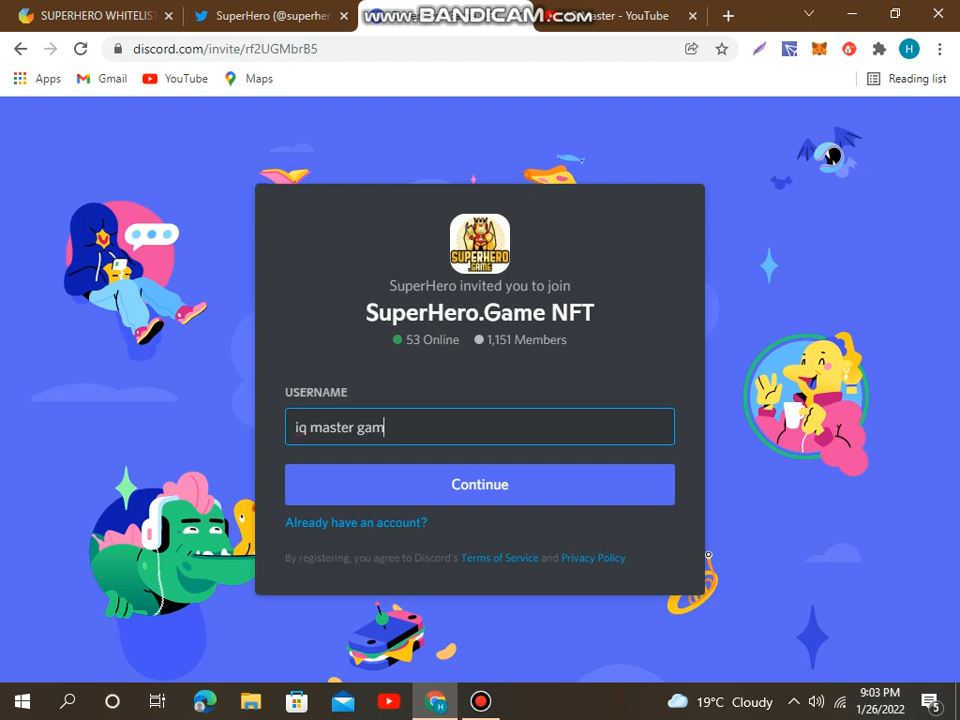 SUPERHERO WHITELIST
SuperHero (@superher
WWW.BANDICAM.COM
Master - YouTube
discord.com/invite/rf2UGMbrB5
H
Apps
Gmail
YouTube
Maps
Reading list
SUPERHERO
.GAME
SuperHero invited you to join
SuperHero.Game NFT
53 Online
1,151 Members
USERNAME
iq master gam
Continue
Already have an account?
By registering, you agree to Discord's Terms of Service and Privacy Policy.
19°C Cloudy
9:03 PM
1/26/2022
5